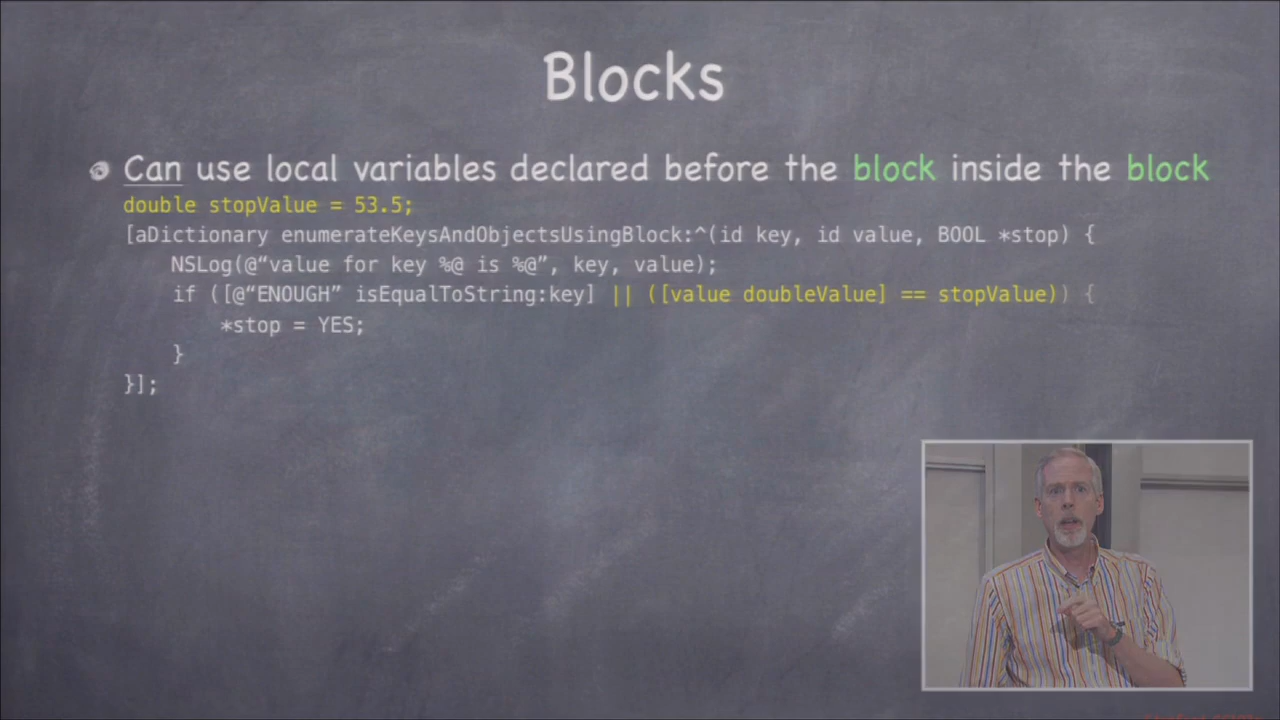 Blocks
Can use local variables declared before the block inside the block
double stopValue = 53.5;
[aDictionary enumerateKeysAndObjectsUsingBlock:^(id key, id value, BOOL *stop) {
NSLog(@“value for key %@ is %@”, key, value);
if ([@“ENOUGH” isEqualToString:key] || ([value doubleValue] == stopValue)) {
*stop = YES;
}
}];